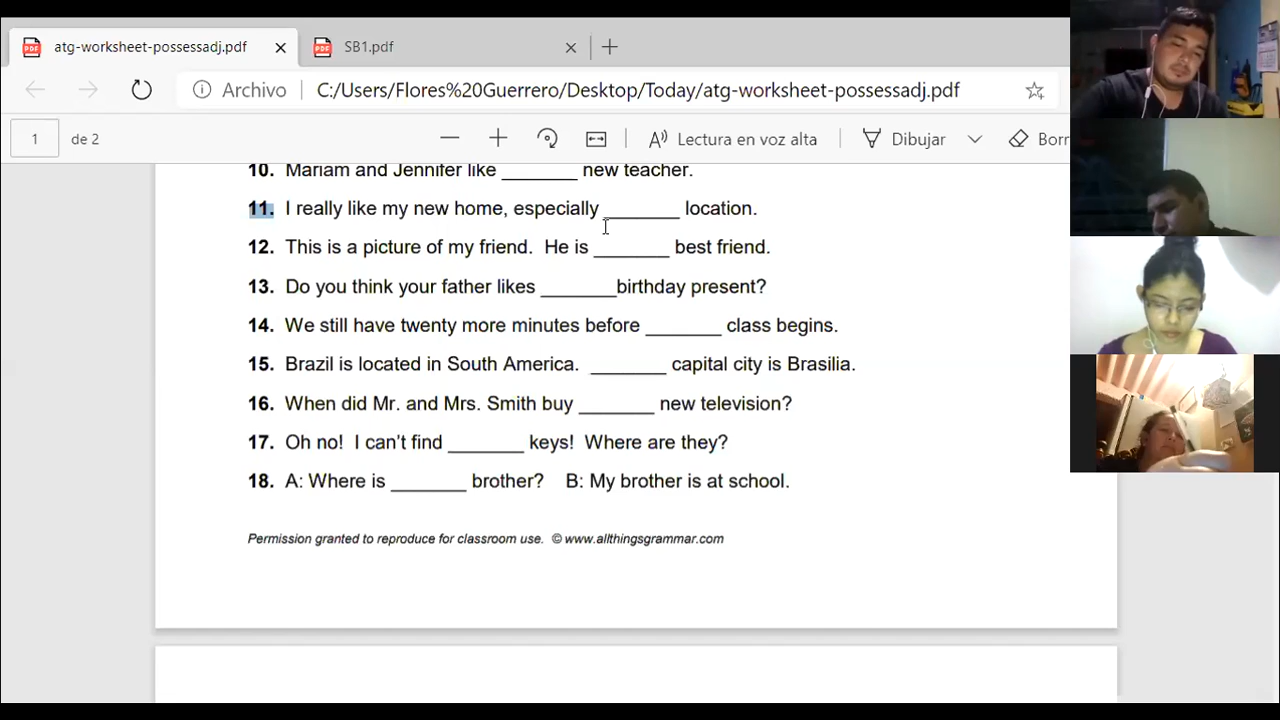 atg-worksheet-possessadj.pdf
SB1.pdf
Archivo C:/Users/Flores%20Guerrero/Desktop/Today/atg-worksheet-possessadj.pdf
1 de 2 Lectura en voz alta Dibujar Borr
10. Mariam and Jennifer like ________ new teacher.
11. I really like my new home, especially ________ location.
12. This is a picture of my friend. He is ________ best friend.
13. Do you think your father likes ________birthday present?
14. We still have twenty more minutes before ________ class begins.
15. Brazil is located in South America. ________ capital city is Brasilia.
16. When did Mr. and Mrs. Smith buy ________ new television?
17. Oh no! I can't find ________ keys! Where are they?
18. A: Where is ________ brother? B: My brother is at school.
Permission granted to reproduce for classroom use. © www.allthingsgrammar.com